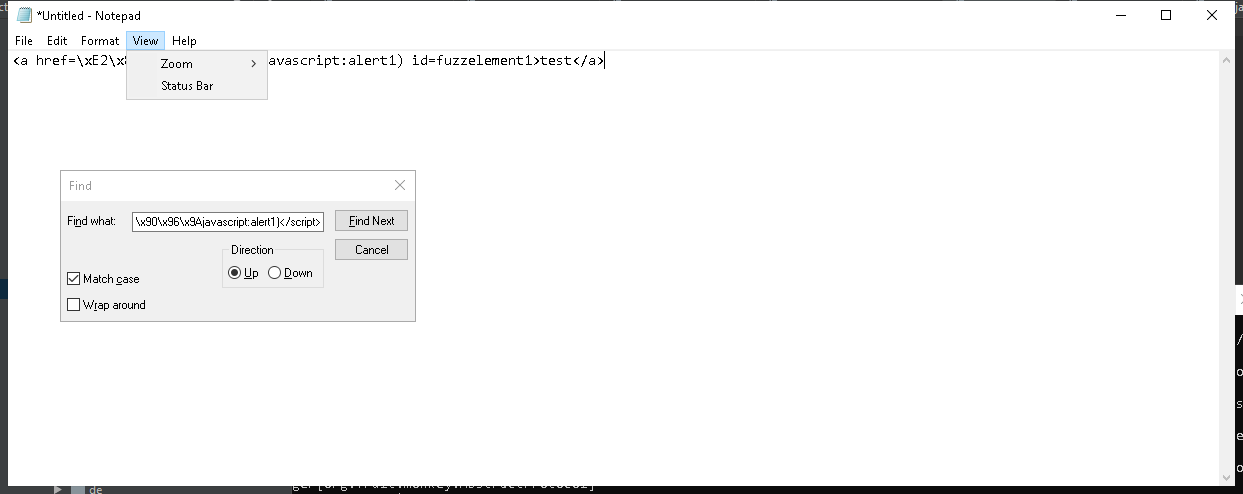 *Untitled - Notepad
File Edit Format View Help
<a href=\xE2\x avascript:alert1) id=fuzzelement1>test</a>
Zoom
Status Bar
Find
Find what: \x90\x96\x9Ajavascript:alert1)</script> Find Next
Direction Cancel
Up Down
Match case
Wrap around
de